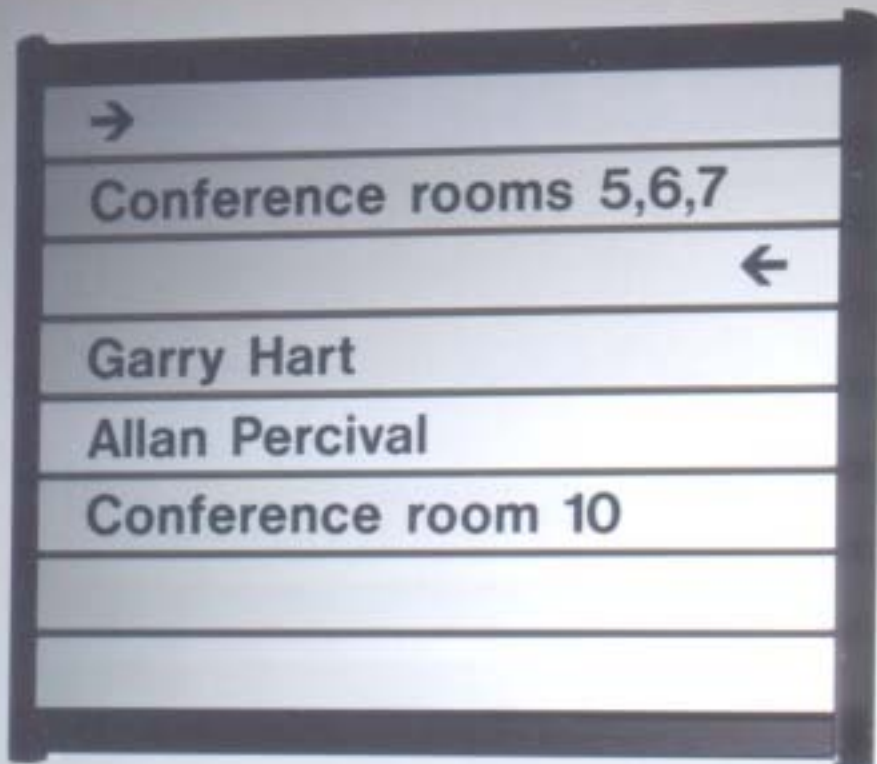 →
Conference rooms 5,6,7
←
Garry Hart
Allan Percival
Conference room 10